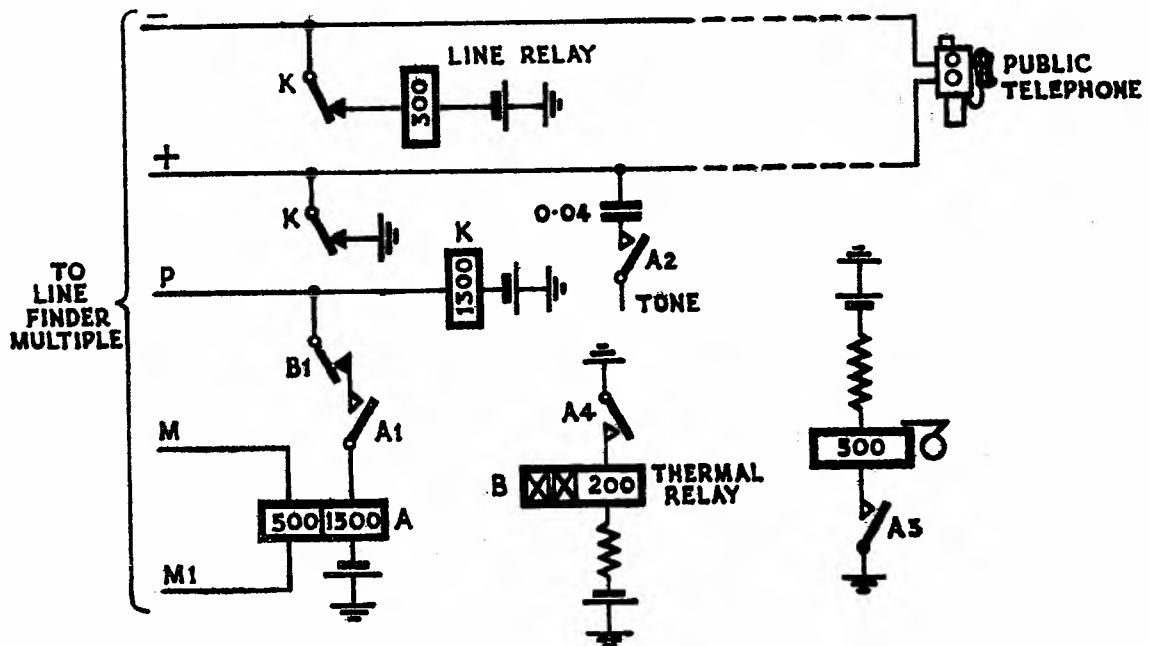 −
LINE RELAY
K
300
PUBLIC
TELEPHONE
+
0·04
K
K
1300
A2
TONE
P
TO
LINE
FINDER
MULTIPLE
B1
A1
A4
M
B
200
THERMAL
RELAY
500
500
1300
A
A3
M1